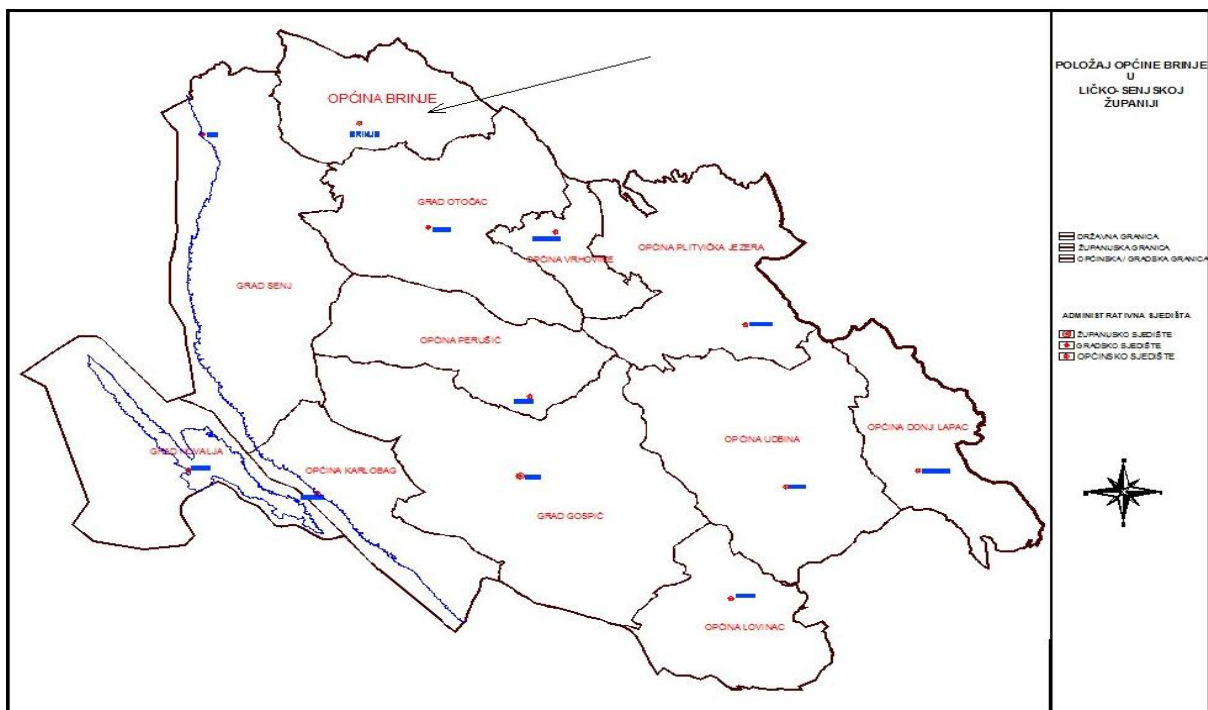 OPĆINA BRINJE
BRINJE
GRAD OTOČAC
OPĆINA VRHOVINE
OPĆINA PLITVIČKA JEZERA
GRAD SENJ
OPĆINA PERUŠIĆ
GRAD NOVALJA
OPĆINA KARLOBAG
GRAD GOSPIĆ
OPĆINA UDBINA
OPĆINA DONJI LAPAC
OPĆINA LOVINAC
POLOŽAJ OPĆINE BRINJE
U
LIČKO-SENJSKOJ
ŽUPANIJI
DRŽAVNA GRANICA
ŽUPANIJSKA GRANICA
OPĆINSKA / GRADSKA GRANICA
ADMINISTRATIVNA SJEDIŠTA
ŽUPANIJSKO SJEDIŠTE
GRADSKO SJEDIŠTE
OPĆINSKO SJEDIŠTE